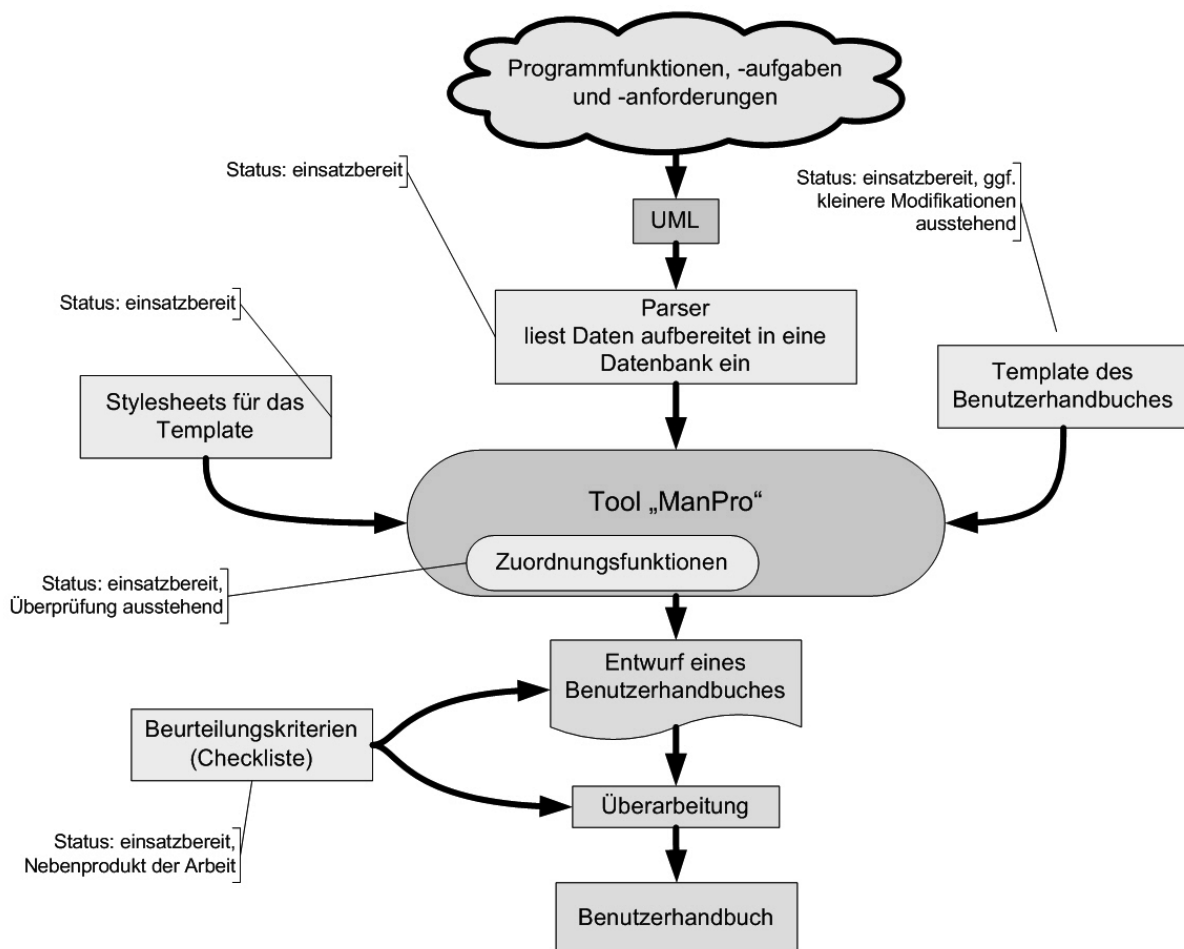 Programmfunktionen, -aufgaben
und -anforderungen
Status: einsatzbereit
Status: einsatzbereit, ggf.
kleinere Modifikationen
ausstehend
UML
Status: einsatzbereit
Parser
liest Daten aufbereitet in eine
Datenbank ein
Template des
Benutzerhandbuches
Stylesheets für das
Template
Tool „ManPro“
Zuordnungsfunktionen
Status: einsatzbereit,
Überprüfung ausstehend
Entwurf eines
Benutzerhandbuches
Beurteilungskriterien
(Checkliste)
Überarbeitung
Status: einsatzbereit,
Nebenprodukt der Arbeit
Benutzerhandbuch